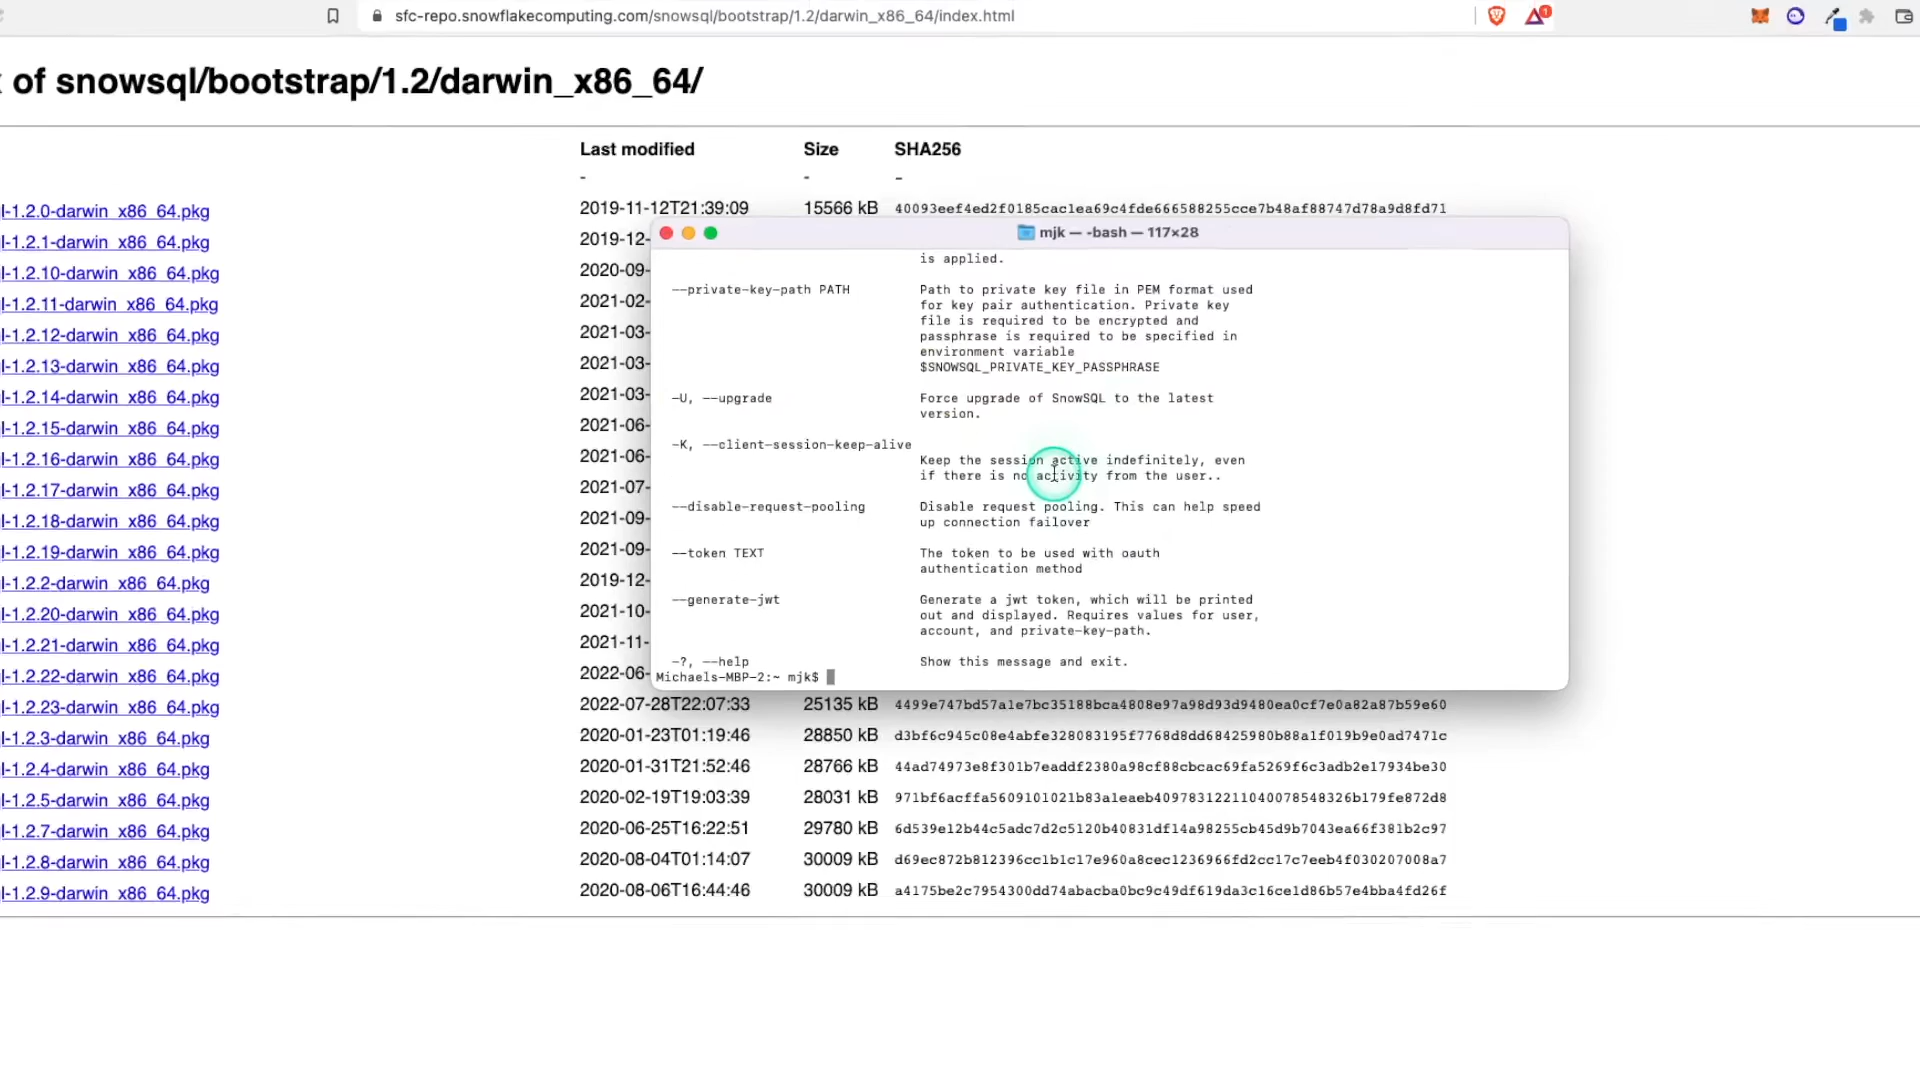 sfc-repo.snowflakecomputing.com/snowsql/bootstrap/1.2/darwin_x86_64/index.html
1
of snowsql/bootstrap/1.2/darwin_x86_64/
Last modified Size SHA256
- - -
l-1.2.0-darwin_x86_64.pkg 2019-11-12T21:39:09 15566 kB 40093eef4ed2f0185cac1ea69c4fde666588255cce7b48af88747d78a9d8fd71
l-1.2.1-darwin_x86_64.pkg 2019-12-
l-1.2.10-darwin_x86_64.pkg 2020-09-
l-1.2.11-darwin_x86_64.pkg 2021-02-
l-1.2.12-darwin_x86_64.pkg 2021-03-
l-1.2.13-darwin_x86_64.pkg 2021-03-
l-1.2.14-darwin_x86_64.pkg 2021-03-
l-1.2.15-darwin_x86_64.pkg 2021-06-
l-1.2.16-darwin_x86_64.pkg 2021-06-
l-1.2.17-darwin_x86_64.pkg 2021-07-
l-1.2.18-darwin_x86_64.pkg 2021-09-
l-1.2.19-darwin_x86_64.pkg 2021-09-
l-1.2.2-darwin_x86_64.pkg 2019-12-
l-1.2.20-darwin_x86_64.pkg 2021-10-
l-1.2.21-darwin_x86_64.pkg 2021-11-
l-1.2.22-darwin_x86_64.pkg 2022-06-
l-1.2.23-darwin_x86_64.pkg 2022-07-28T22:07:33 25135 kB 4499e747bd57a1e7bc35188bca4808e97a98d93d9480ea0cf7e0a82a87b59e60
l-1.2.3-darwin_x86_64.pkg 2020-01-23T01:19:46 28850 kB d3bf6c945c08e4abfe328083195f7768d8dd68425980b88a1f019b9e0ad7471c
l-1.2.4-darwin_x86_64.pkg 2020-01-31T21:52:46 28766 kB 44ad74973e8f301b7eaddf2380a98cf88cbcac69fa5269f6c3adb2e17934be30
l-1.2.5-darwin_x86_64.pkg 2020-02-19T19:03:39 28031 kB 971bf6acffa5609101021b83a1eaeb40978312211040078548326b179fe872d8
l-1.2.7-darwin_x86_64.pkg 2020-06-25T16:22:51 29780 kB 6d539e12b44c5adc7d2c5120b40831df14a98255cb45d9b7043ea66f381b2c97
l-1.2.8-darwin_x86_64.pkg 2020-08-04T01:14:07 30009 kB d69ec872b812396cc1b1c17e960a8cec1236966fd2cc17c7eeb4f030207008a7
l-1.2.9-darwin_x86_64.pkg 2020-08-06T16:44:46 30009 kB a4175be2c7954300dd74abacba0bc9c49df619da3c16ce1d86b57e4bba4fd26f
mjk — -bash — 117×28
is applied.
--private-key-path PATH Path to private key file in PEM format used
for key pair authentication. Private key
file is required to be encrypted and
passphrase is required to be specified in
environment variable
$SNOWSQL_PRIVATE_KEY_PASSPHRASE
-U, --upgrade Force upgrade of SnowSQL to the latest
version.
-K, --client-session-keep-alive
Keep the session active indefinitely, even
if there is no activity from the user..
--disable-request-pooling Disable request pooling. This can help speed
up connection failover
--token TEXT The token to be used with oauth
authentication method
--generate-jwt Generate a jwt token, which will be printed
out and displayed. Requires values for user,
account, and private-key-path.
-?, --help Show this message and exit.
Michaels-MBP-2:~ mjk$